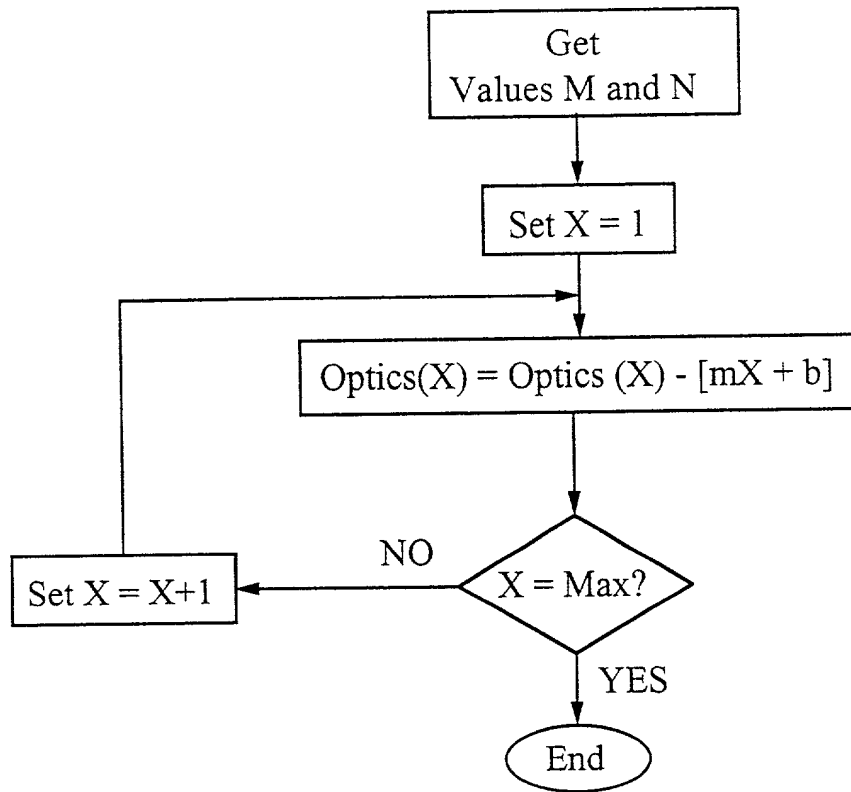 Get
Values M and N
Set X = 1
Optics(X) = Optics (X) - [mX + b]
NO
X = Max?
Set X = X+1
YES
End